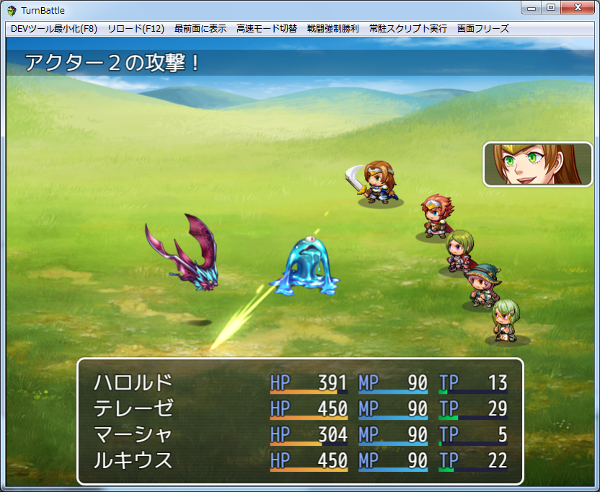 TurnBattle
DEVツール最小化(F8) リロード(F12) 最前面に表示 高速モード切替 戦闘強制勝利 常駐スクリプト実行 画面フリーズ
アクター２の攻撃！
ハロルド HP 391 MP 90 TP 13
テレーゼ HP 450 MP 90 TP 29
マーシャ HP 304 MP 90 TP 5
ルキウス HP 450 MP 90 TP 22